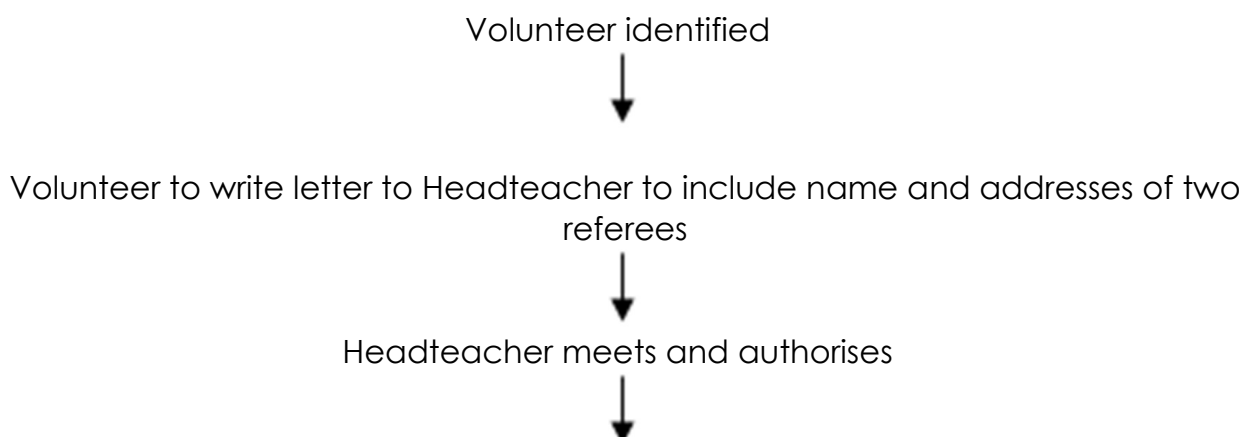 Volunteer identified
Volunteer to write letter to Headteacher to include name and addresses of two
referees
Headteacher meets and authorises